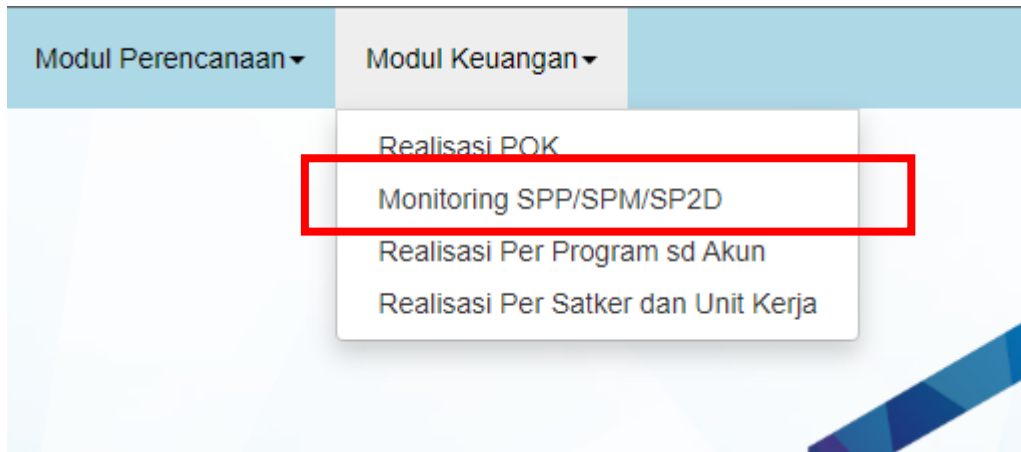 Modul Perencanaan Modul Keuangan
Realisasi POK
Monitoring SPP/SPM/SP2D
Realisasi Per Program sd Akun
Realisasi Per Satker dan Unit Kerja